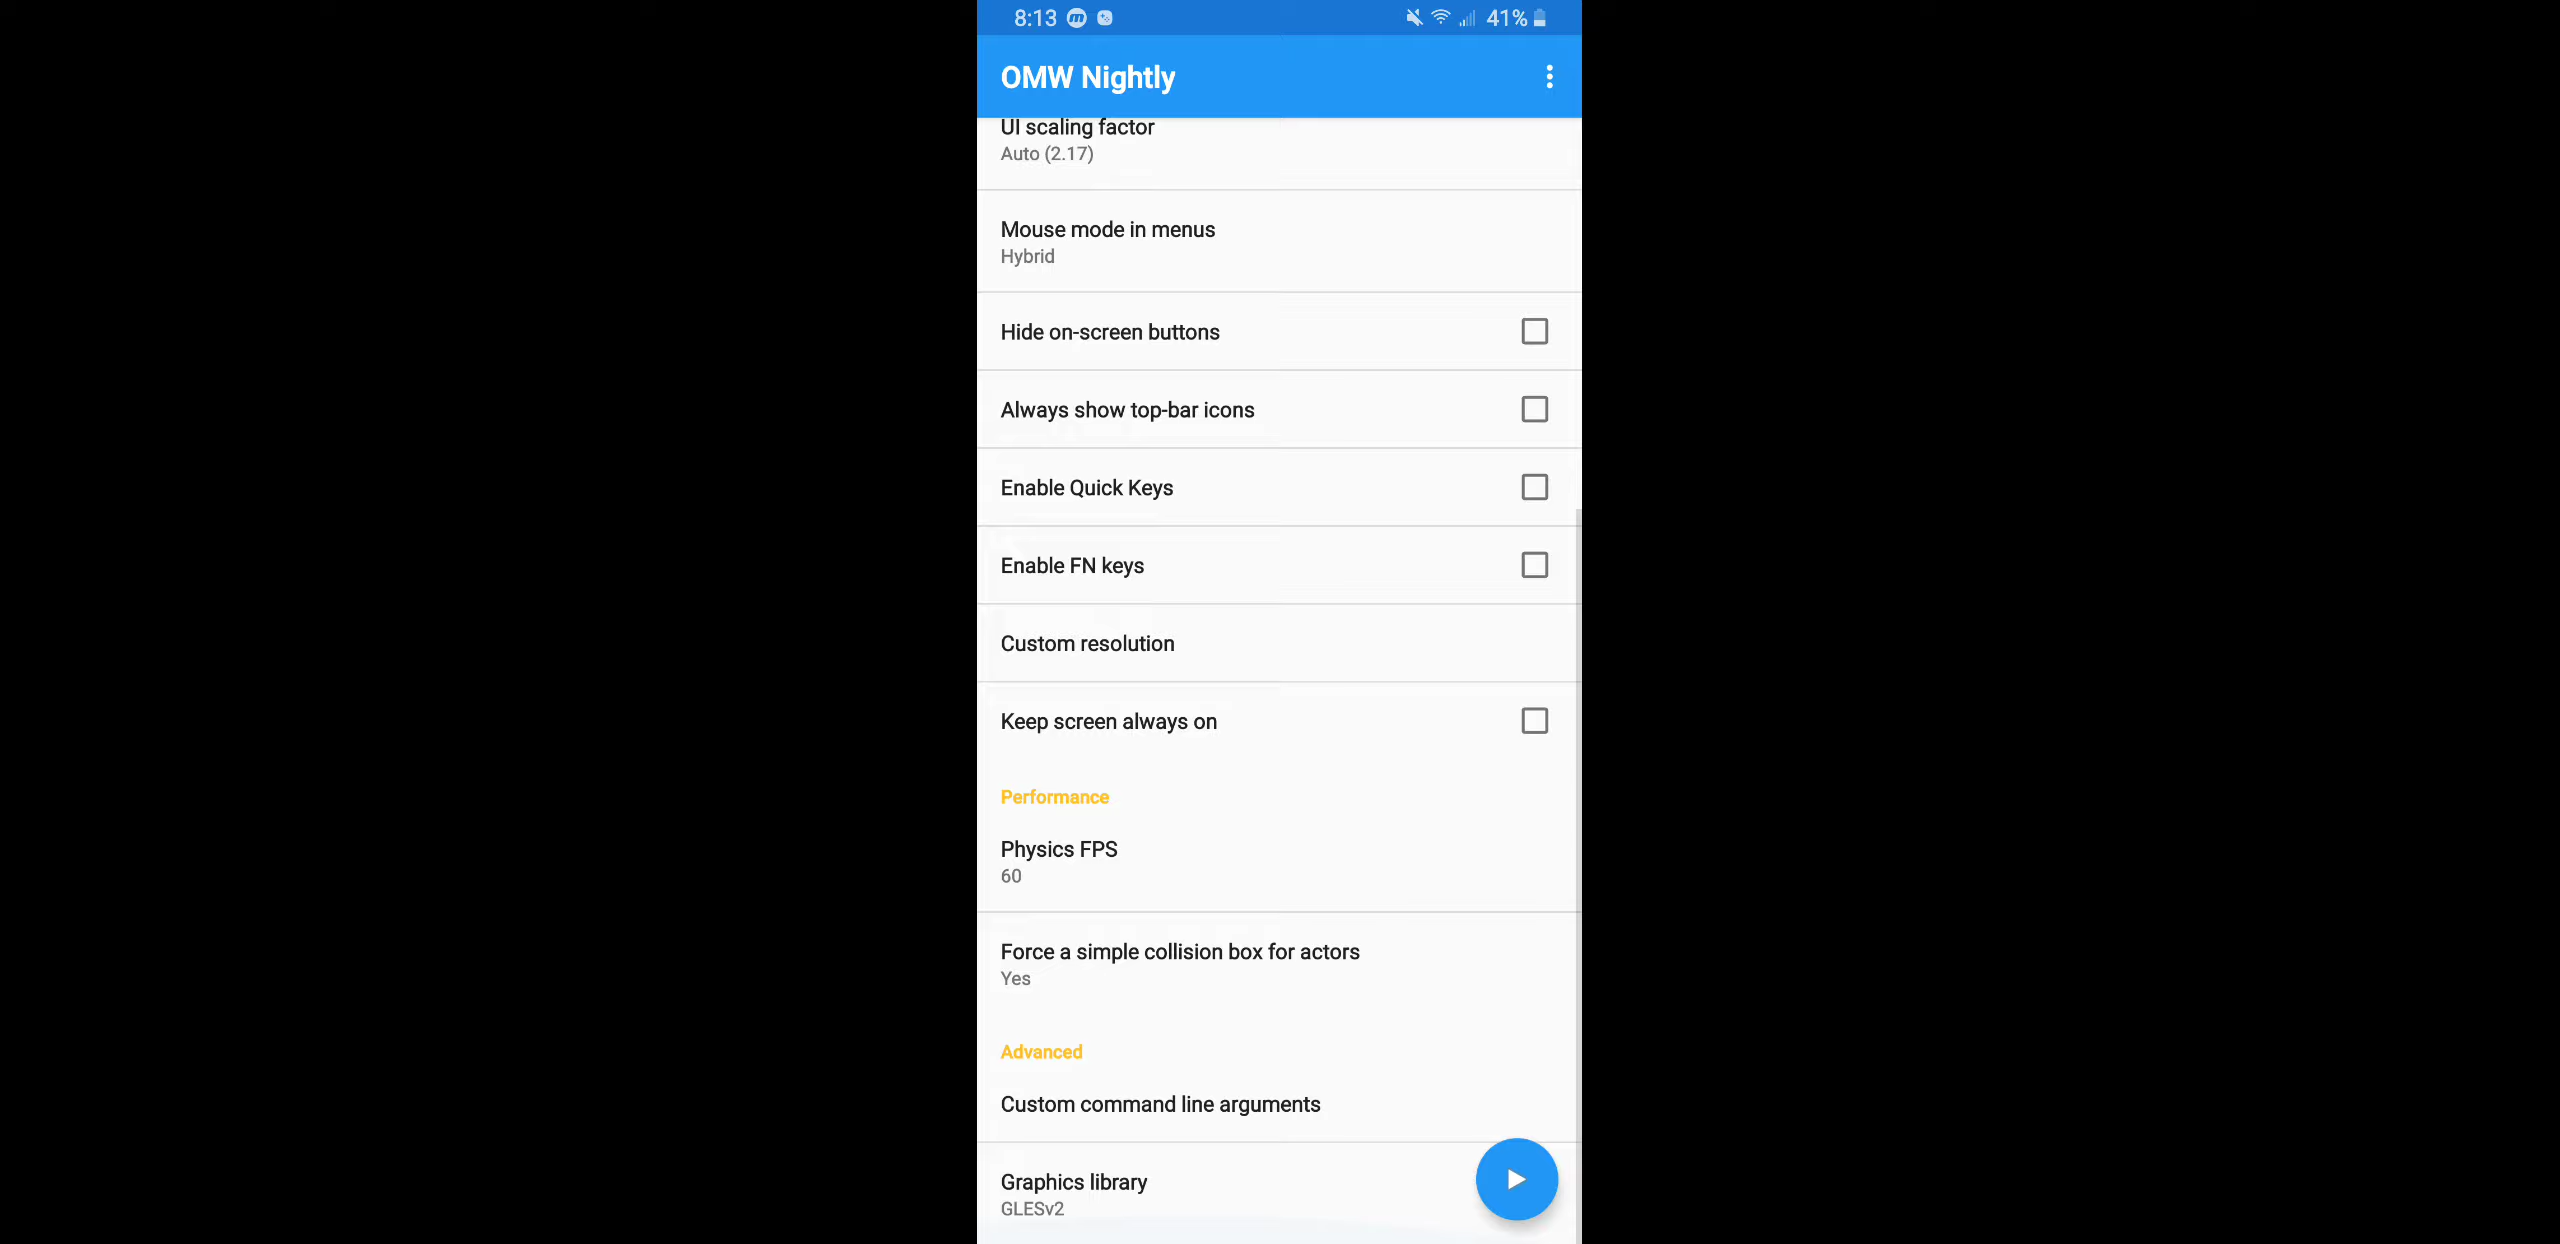 8:13
41%
OMW Nightly
UI scaling factor
Auto (2.17)
Mouse mode in menus
Hybrid
Hide on-screen buttons
Always show top-bar icons
Enable Quick Keys
Enable FN keys
Custom resolution
Keep screen always on
Performance
Physics FPS
60
Force a simple collision box for actors
Yes
Advanced
Custom command line arguments
Graphics library
GLESv2